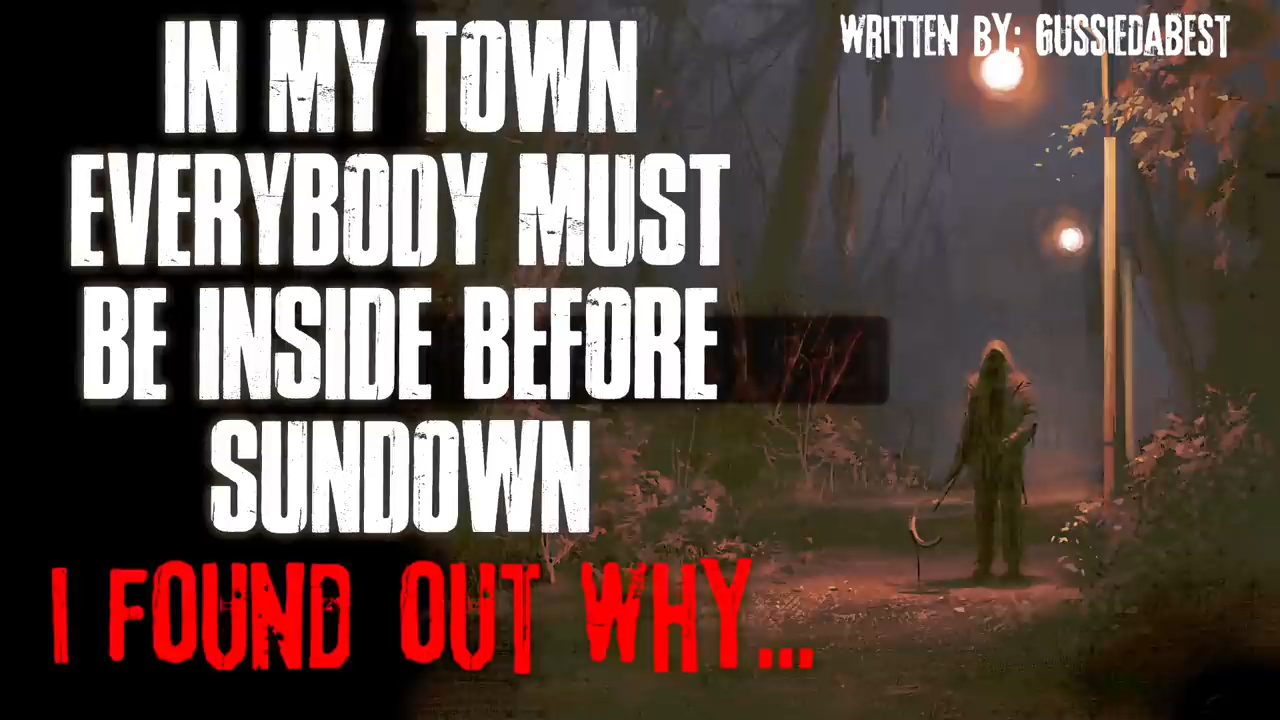 IN MY TOWN
EVERYBODY MUST
BE INSIDE BEFORE
SUNDOWN
I FOUND OUT WHY...
WRITTEN BY: GUSSIEDABEST